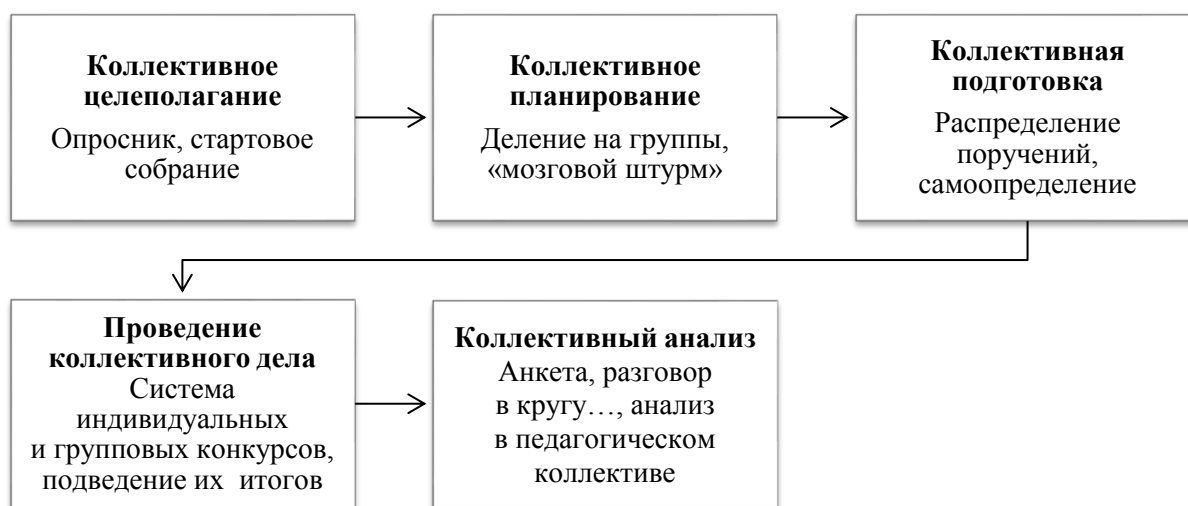 Коллективное
целеполагание
Опросник, стартовое
собрание
Коллективное
планирование
Деление на группы,
«мозговой штурм»
Коллективная
подготовка
Распределение
поручений,
самоопределение
Проведение
коллективного дела
Система
индивидуальных
и групповых конкурсов,
подведение их итогов
Коллективный анализ
Анкета, разговор
в кругу…, анализ
в педагогическом
коллективе